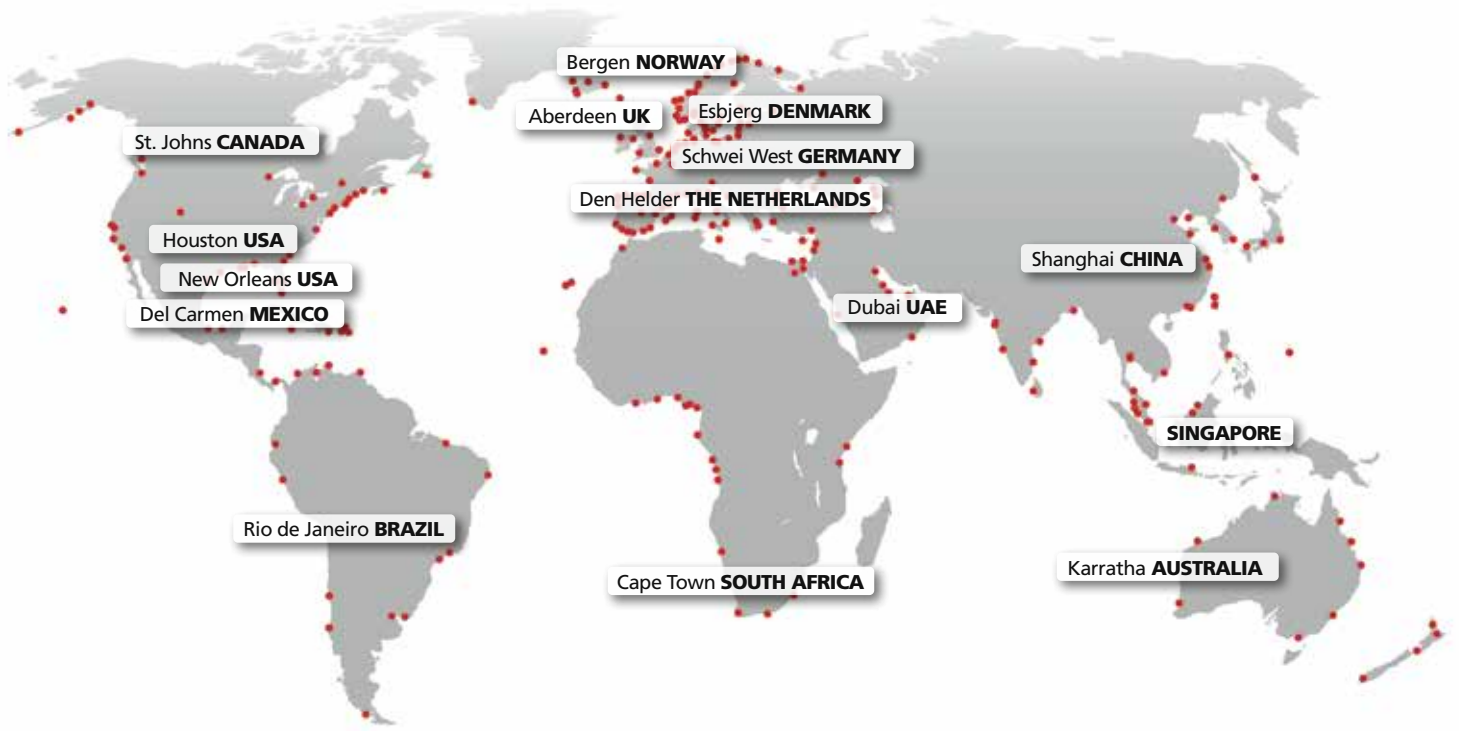 Bergen NORWAY
Aberdeen UK
Esbjerg DENMARK
St. Johns CANADA
Schwei West GERMANY
Den Helder THE NETHERLANDS
Houston USA
Shanghai CHINA
New Orleans USA
Del Carmen MEXICO
Dubai UAE
SINGAPORE
Rio de Janeiro BRAZIL
Karratha AUSTRALIA
Cape Town SOUTH AFRICA